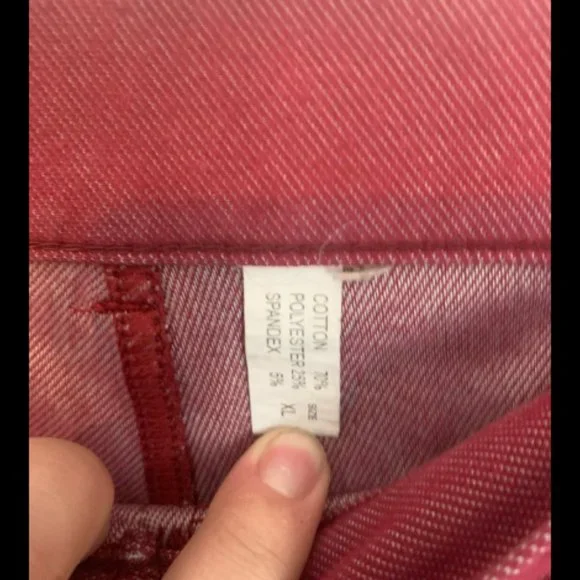 COTTON 70% SIZE
POLYESTER 25%
SPANDEX 5% XL